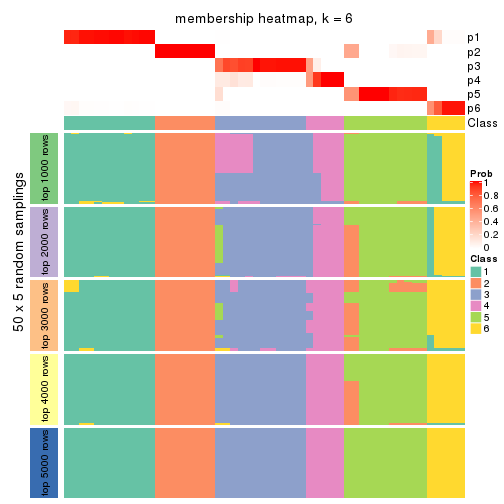 membership heatmap, k = 6
p1
p2
p3
p4
p5
p6
Class
50 x 5 random samplings
top 1000 rows
top 2000 rows
top 3000 rows
top 4000 rows
top 5000 rows
Prob
1
0.8
0.6
0.4
0.2
0
Class
1
2
3
4
5
6